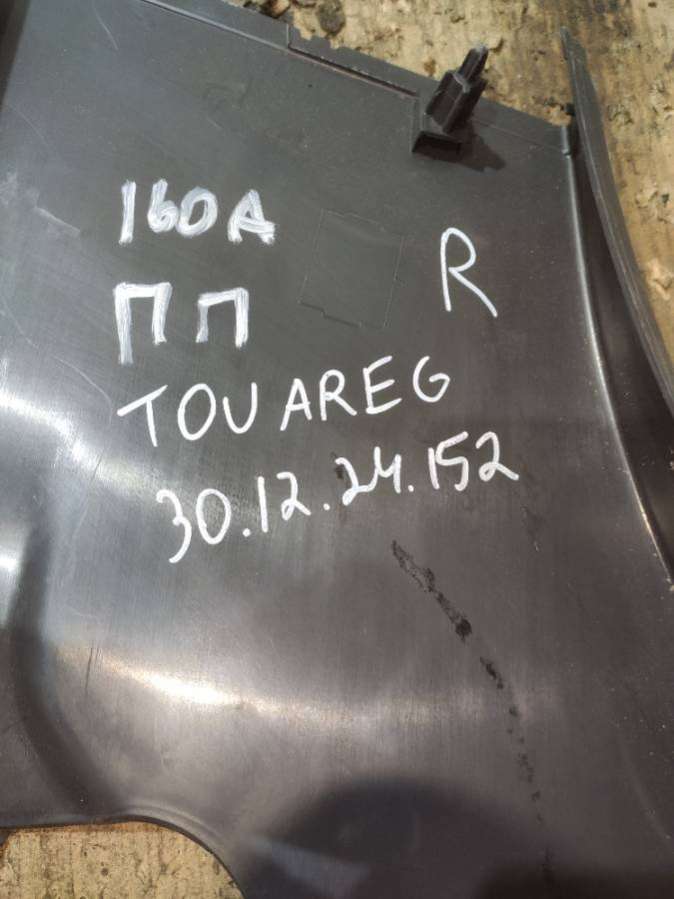 160A
R
ПП
TOUAREG
30.12.24.152